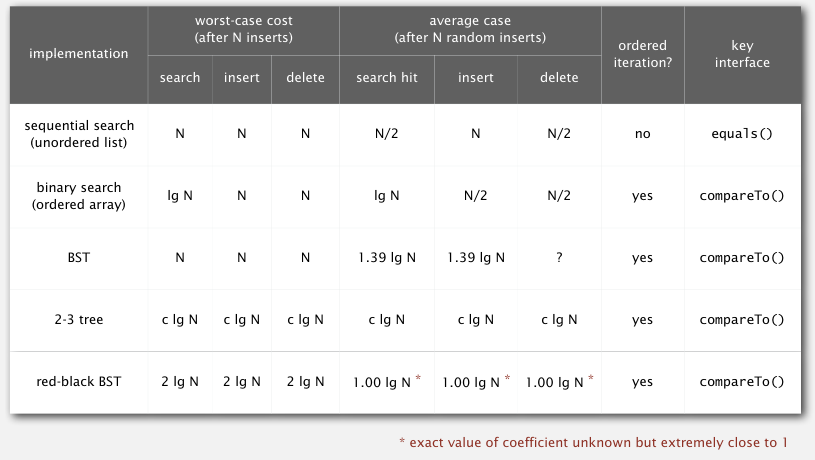 implementation
worst-case cost
(after N inserts)
average case
(after N random inserts)
ordered
iteration?
key
interface
search insert delete search hit insert delete
sequential search
(unordered list)
N N N N/2 N N/2 no equals()
binary search
(ordered array)
lg N N N lg N N/2 N/2 yes compareTo()
BST N N N 1.39 lg N 1.39 lg N ? yes compareTo()
2-3 tree c lg N c lg N c lg N c lg N c lg N c lg N yes compareTo()
red-black BST 2 lg N 2 lg N 2 lg N 1.00 lg N * 1.00 lg N * 1.00 lg N * yes compareTo()
* exact value of coefficient unknown but extremely close to 1